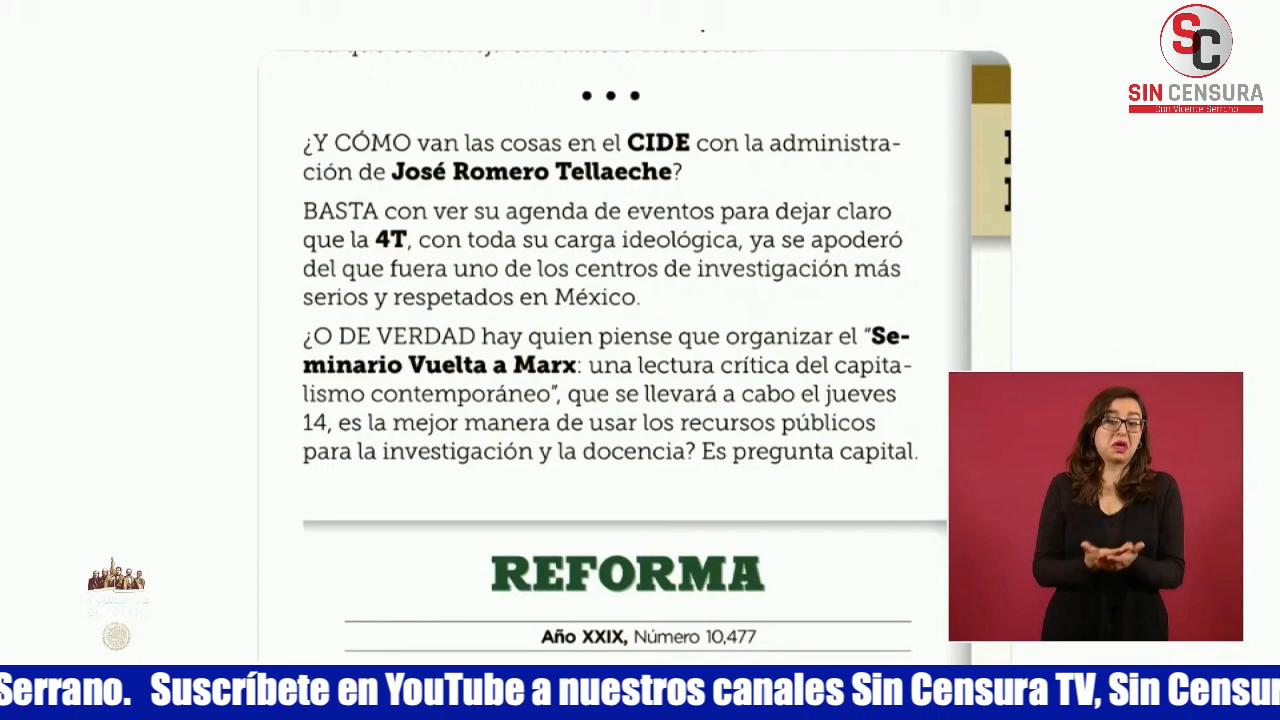 SC
SIN CENSURA
Con Vicente Serrano
• • •
¿Y CÓMO van las cosas en el CIDE con la administra-
ción de José Romero Tellaeche?
BASTA con ver su agenda de eventos para dejar claro
que la 4T, con toda su carga ideológica, ya se apoderó
del que fuera uno de los centros de investigación más
serios y respetados en México.
¿O DE VERDAD hay quien piense que organizar el “Se-
minario Vuelta a Marx: una lectura crítica del capita-
lismo contemporáneo”, que se llevará a cabo el jueves
14, es la mejor manera de usar los recursos públicos
para la investigación y la docencia? Es pregunta capital.
REFORMA
Año XXIX, Número 10,477
Serrano. Suscríbete en YouTube a nuestros canales Sin Censura TV, Sin Censur